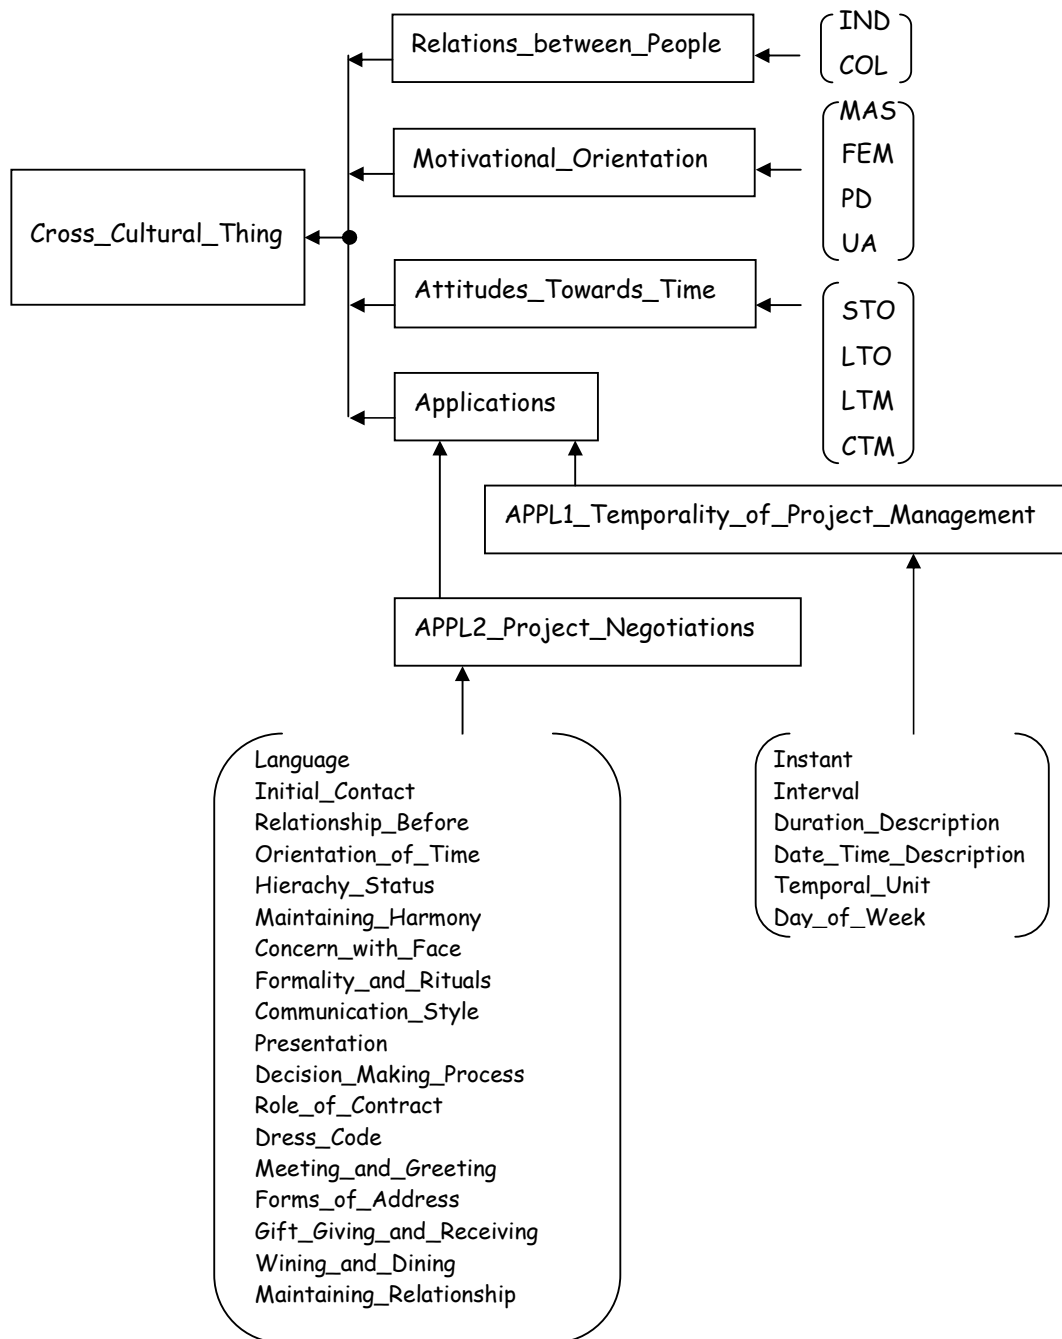 Relations_between_People
IND
COL
Motivational_Orientation
MAS
FEM
PD
UA
Cross_Cultural_Thing
Attitudes_Towards_Time
STO
LTO
LTM
CTM
Applications
APPL1_Temporality_of_Project_Management
APPL2_Project_Negotiations
Language
Initial_Contact
Relationship_Before
Orientation_of_Time
Hierachy_Status
Maintaining_Harmony
Concern_with_Face
Formality_and_Rituals
Communication_Style
Presentation
Decision_Making_Process
Role_of_Contract
Dress_Code
Meeting_and_Greeting
Forms_of_Address
Gift_Giving_and_Receiving
Wining_and_Dining
Maintaining_Relationship
Instant
Interval
Duration_Description
Date_Time_Description
Temporal_Unit
Day_of_Week